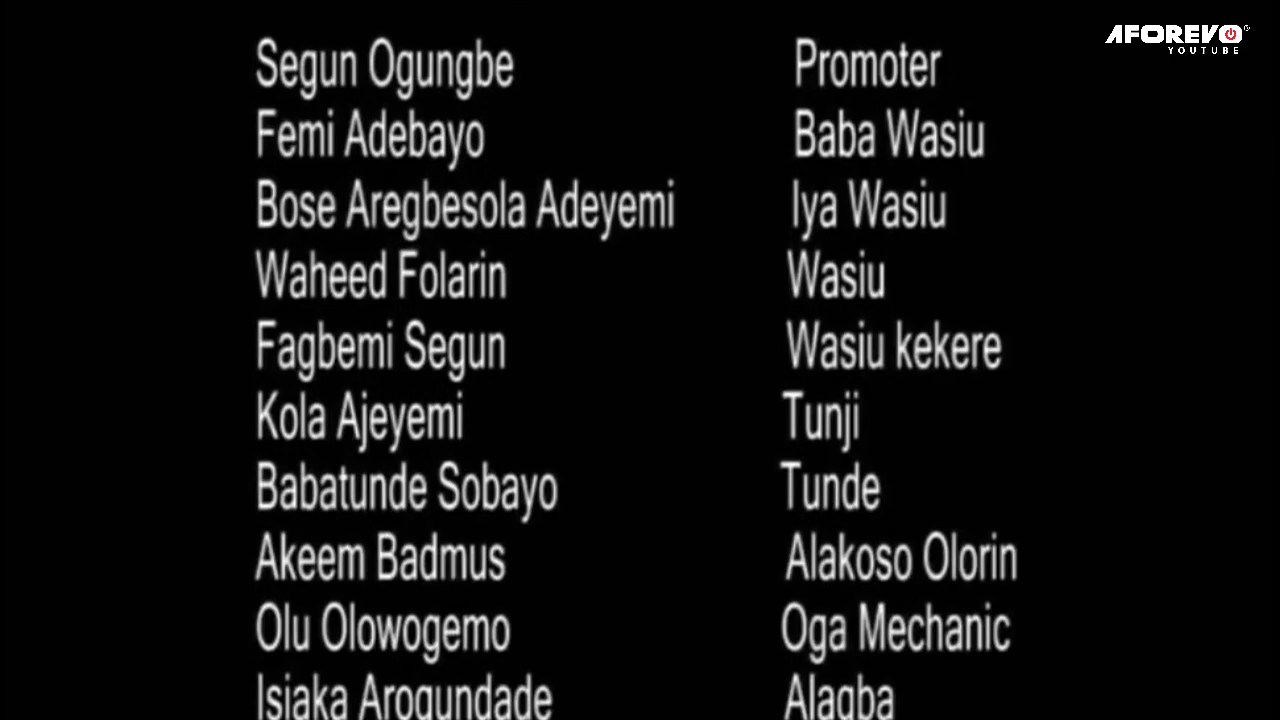 AFOREVO
YOUTUBE
Segun Ogungbe Promoter
Femi Adebayo Baba Wasiu
Bose Aregbesola Adeyemi Iya Wasiu
Waheed Folarin Wasiu
Fagbemi Segun Wasiu kekere
Kola Ajeyemi Tunji
Babatunde Sobayo Tunde
Akeem Badmus Alakoso Olorin
Olu Olowogemo Oga Mechanic
Isiaka Arogundade Alagba